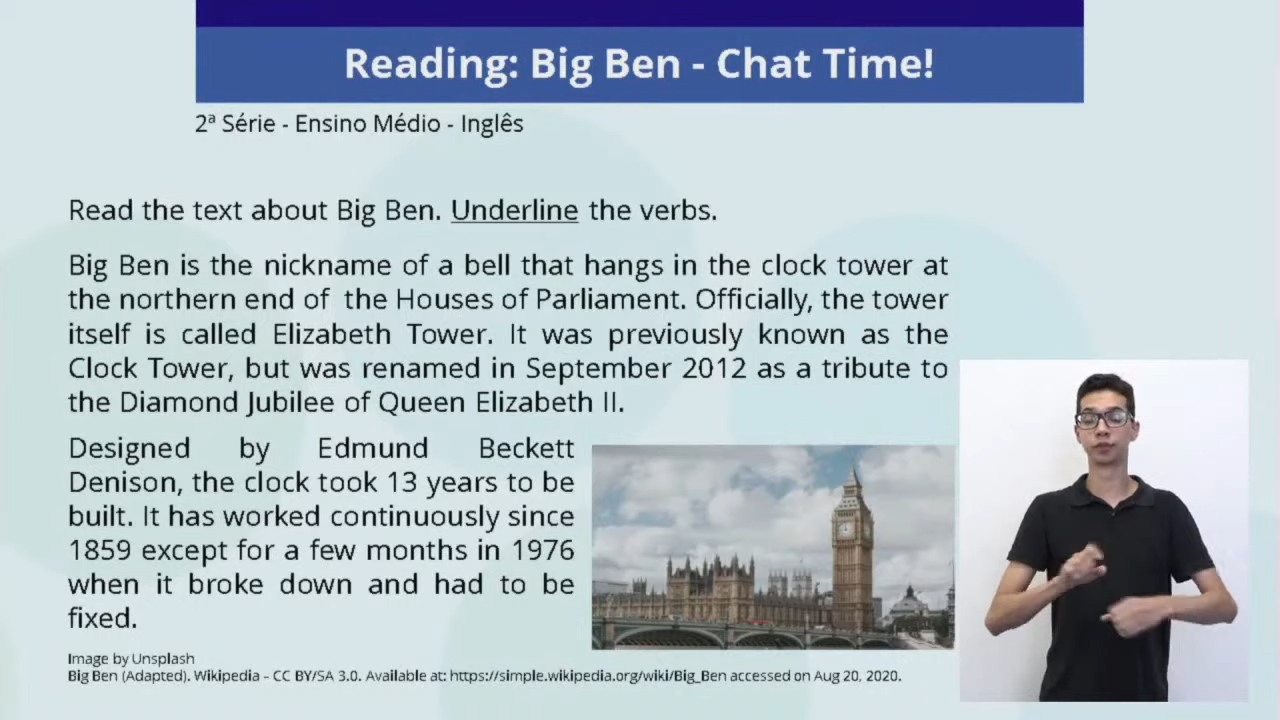 Reading: Big Ben - Chat Time!
2ª Série - Ensino Médio - Inglês
Read the text about Big Ben. Underline the verbs.
Big Ben is the nickname of a bell that hangs in the clock tower at
the northern end of the Houses of Parliament. Officially, the tower
itself is called Elizabeth Tower. It was previously known as the
Clock Tower, but was renamed in September 2012 as a tribute to
the Diamond Jubilee of Queen Elizabeth II.
Designed by Edmund Beckett
Denison, the clock took 13 years to be
built. It has worked continuously since
1859 except for a few months in 1976
when it broke down and had to be
fixed.
Image by Unsplash
Big Ben (Adapted). Wikipedia – CC BY/SA 3.0. Available at: https://simple.wikipedia.org/wiki/Big_Ben accessed on Aug 20, 2020.